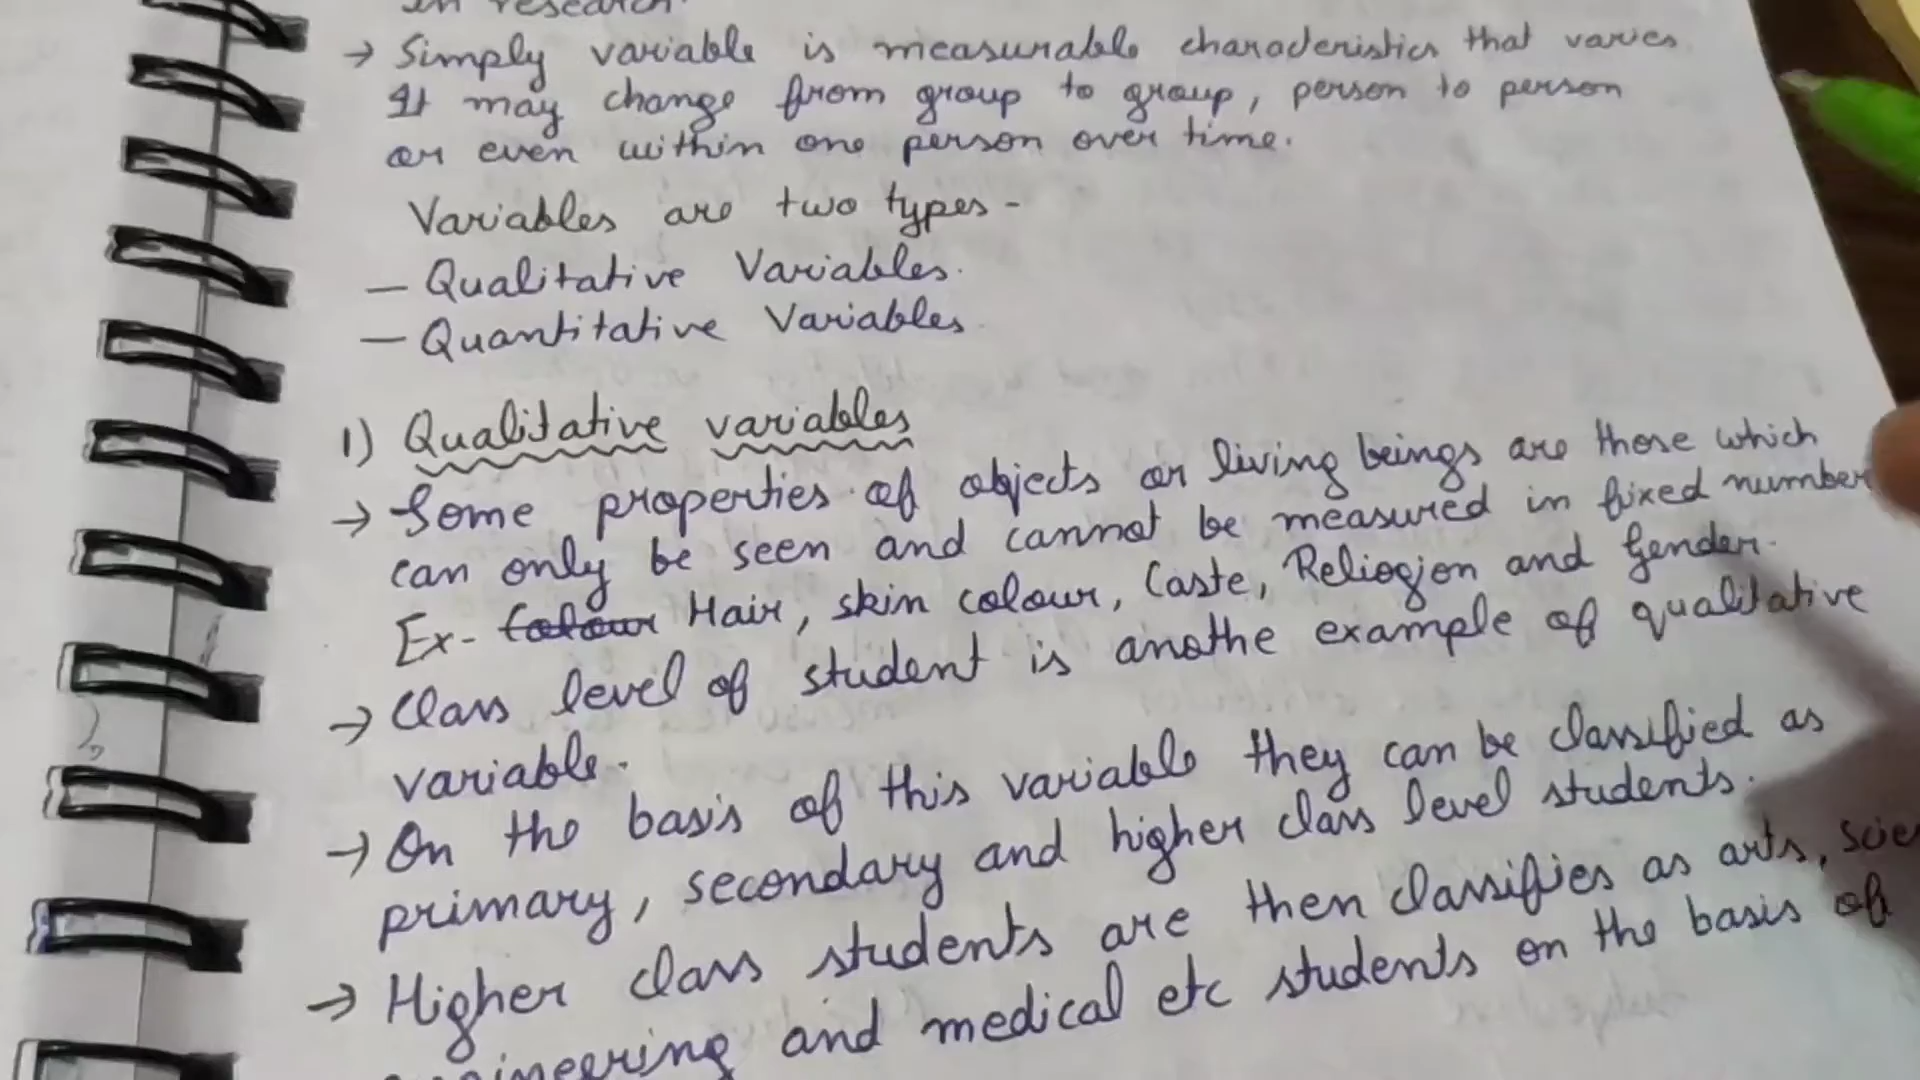 in research.
→ Simply variable is measurable characteristics that varies
It may change from group to group, person to person
or even within one person over time.
Variables are two types -
— Qualitative Variables.
— Quantitative Variables
1) Qualitative variables
→ Some properties of objects or living beings are those which
can only be seen and cannot be measured in fixed number
Ex- Colour Hair, skin colour, Caste, Religion and Gender.
→ Class level of student is anothe example of qualitative
variable.
→ On the basis of this variable they can be classified as
primary, secondary and higher class level students.
→ Higher class students are then classifies as arts, scie
engineering and medical etc students on the basis of